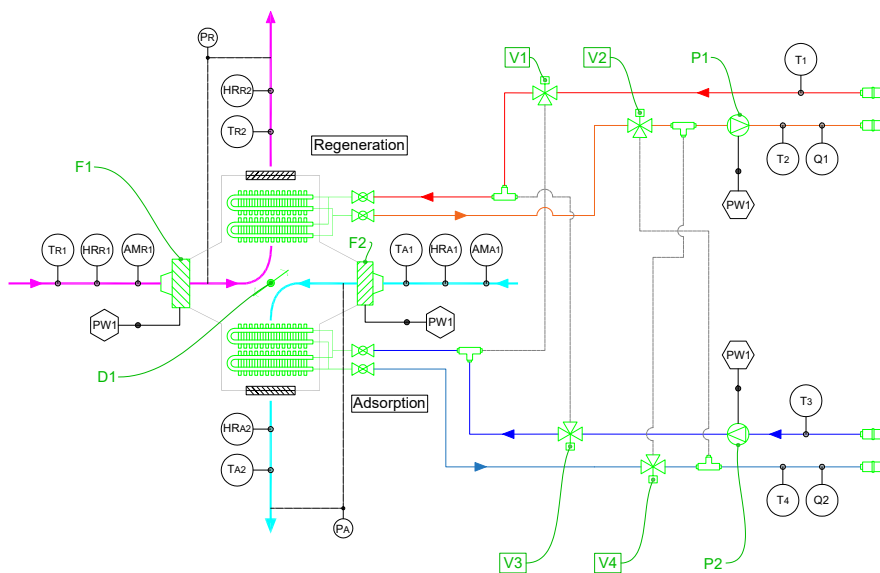 PR
V1
V2
P1
T1
HRR2
TR2
Regeneration
T2
Q1
F1
PW1
F2
TR1
HRR1
AMR1
TA1
HRA1
AMA1
PW1
PW1
PW1
D1
Adsorption
T3
HRA2
TA2
T4
Q2
PA
V3
V4
P2